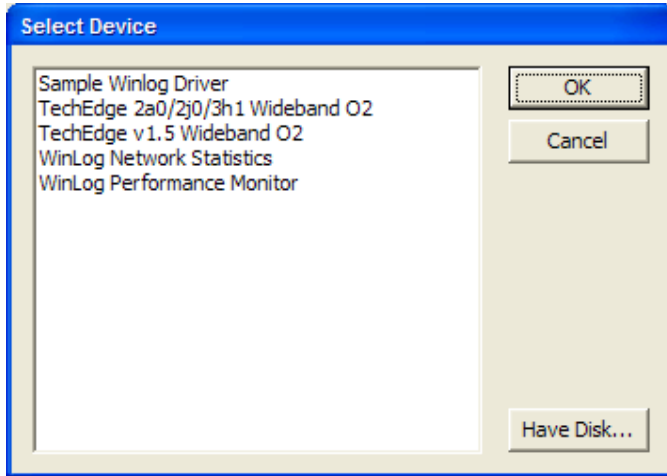 Select Device
Sample Winlog Driver
TechEdge 2a0/2j0/3h1 Wideband O2
TechEdge v1.5 Wideband O2
WinLog Network Statistics
WinLog Performance Monitor
OK
Cancel
Have Disk...